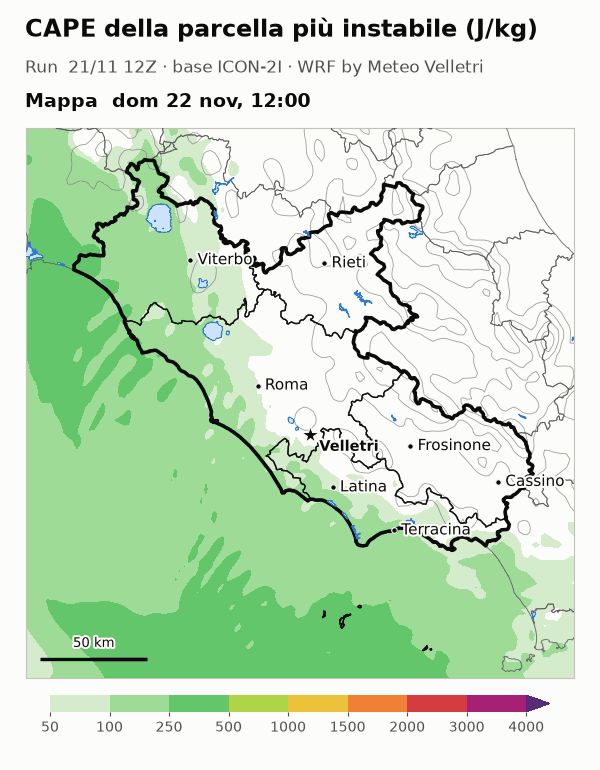 CAPE della parcella più instabile (J/kg)
Run  21/11 12Z · base ICON-2I · WRF by Meteo Velletri
Mappa  dom 22 nov, 12:00
Viterbo
Rieti
Roma
Velletri
Frosinone
Cassino
Latina
Terracina
50 km
50 100 250 500 1000 1500 2000 3000 4000